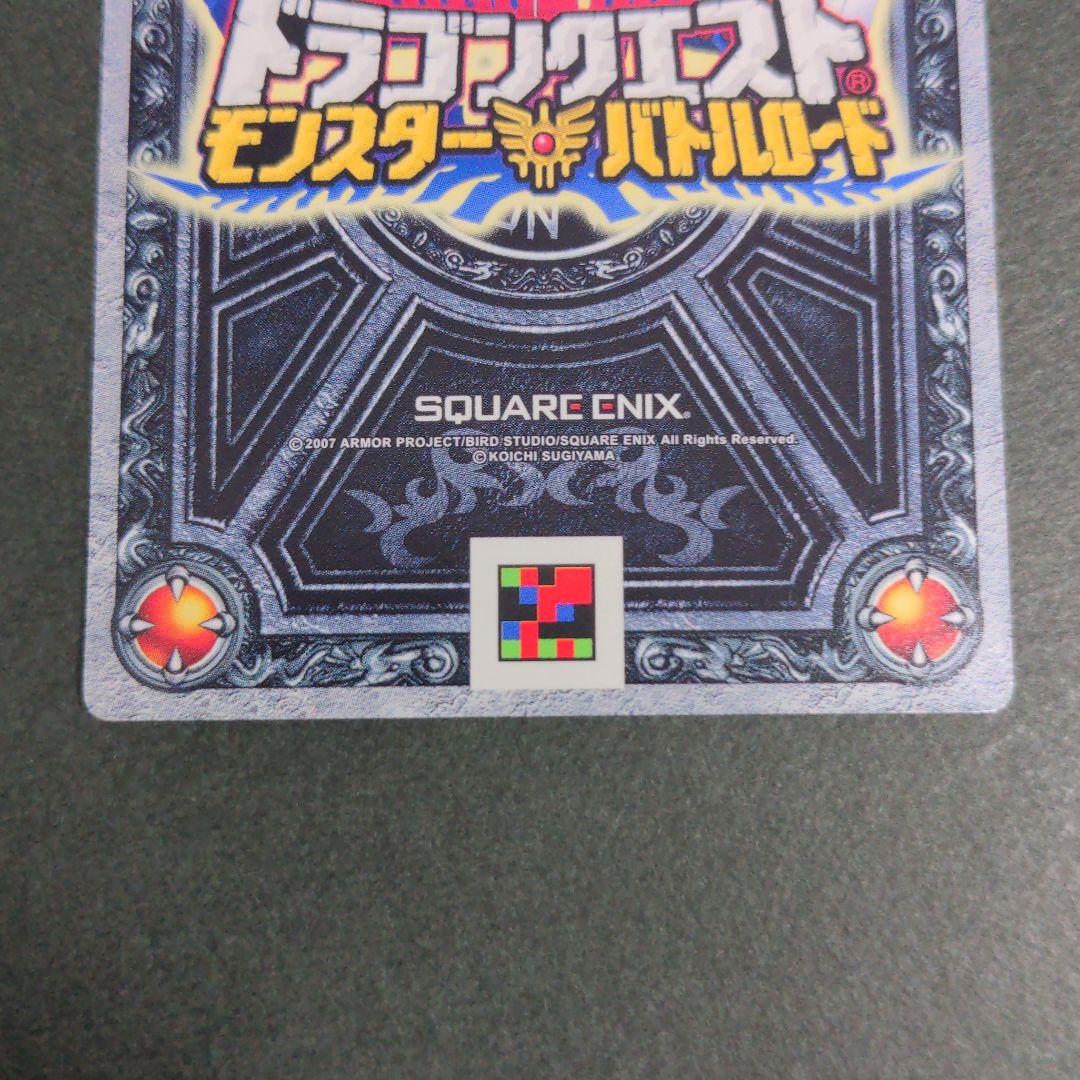 ドラゴンクエスト®
モンスターバトルロード
SQUARE ENIX®
© 2007 ARMOR PROJECT/BIRD STUDIO/SQUARE ENIX All Rights Reserved.
© KOICHI SUGIYAMA